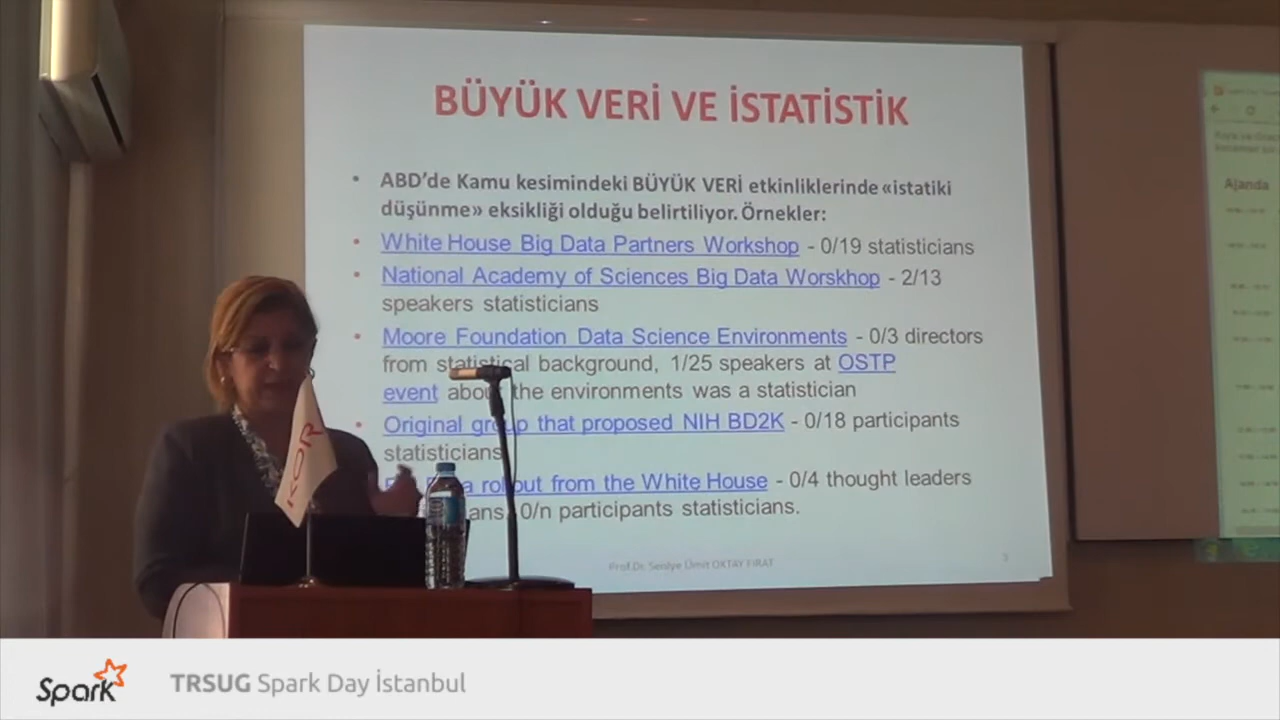 BÜYÜK VERİ VE İSTATİSTİK
• ABD'de Kamu kesimindeki BÜYÜK VERİ etkinliklerinde «istatiki
düşünme» eksikliği olduğu belirtiliyor. Örnekler:
• White House Big Data Partners Workshop - 0/19 statisticians
• National Academy of Sciences Big Data Worskhop - 2/13
speakers statisticians
• Moore Foundation Data Science Environments - 0/3 directors
from statistical background, 1/25 speakers at OSTP
event about the environments was a statistician
• Original group that proposed NIH BD2K - 0/18 participants
statisticians
rollout from the White House - 0/4 thought leaders
0/n participants statisticians.
Prof.Dr. Seniye Ümit OKTAY FIRAT
3
KOR
Ajanda
Spark
TRSUG Spark Day İstanbul